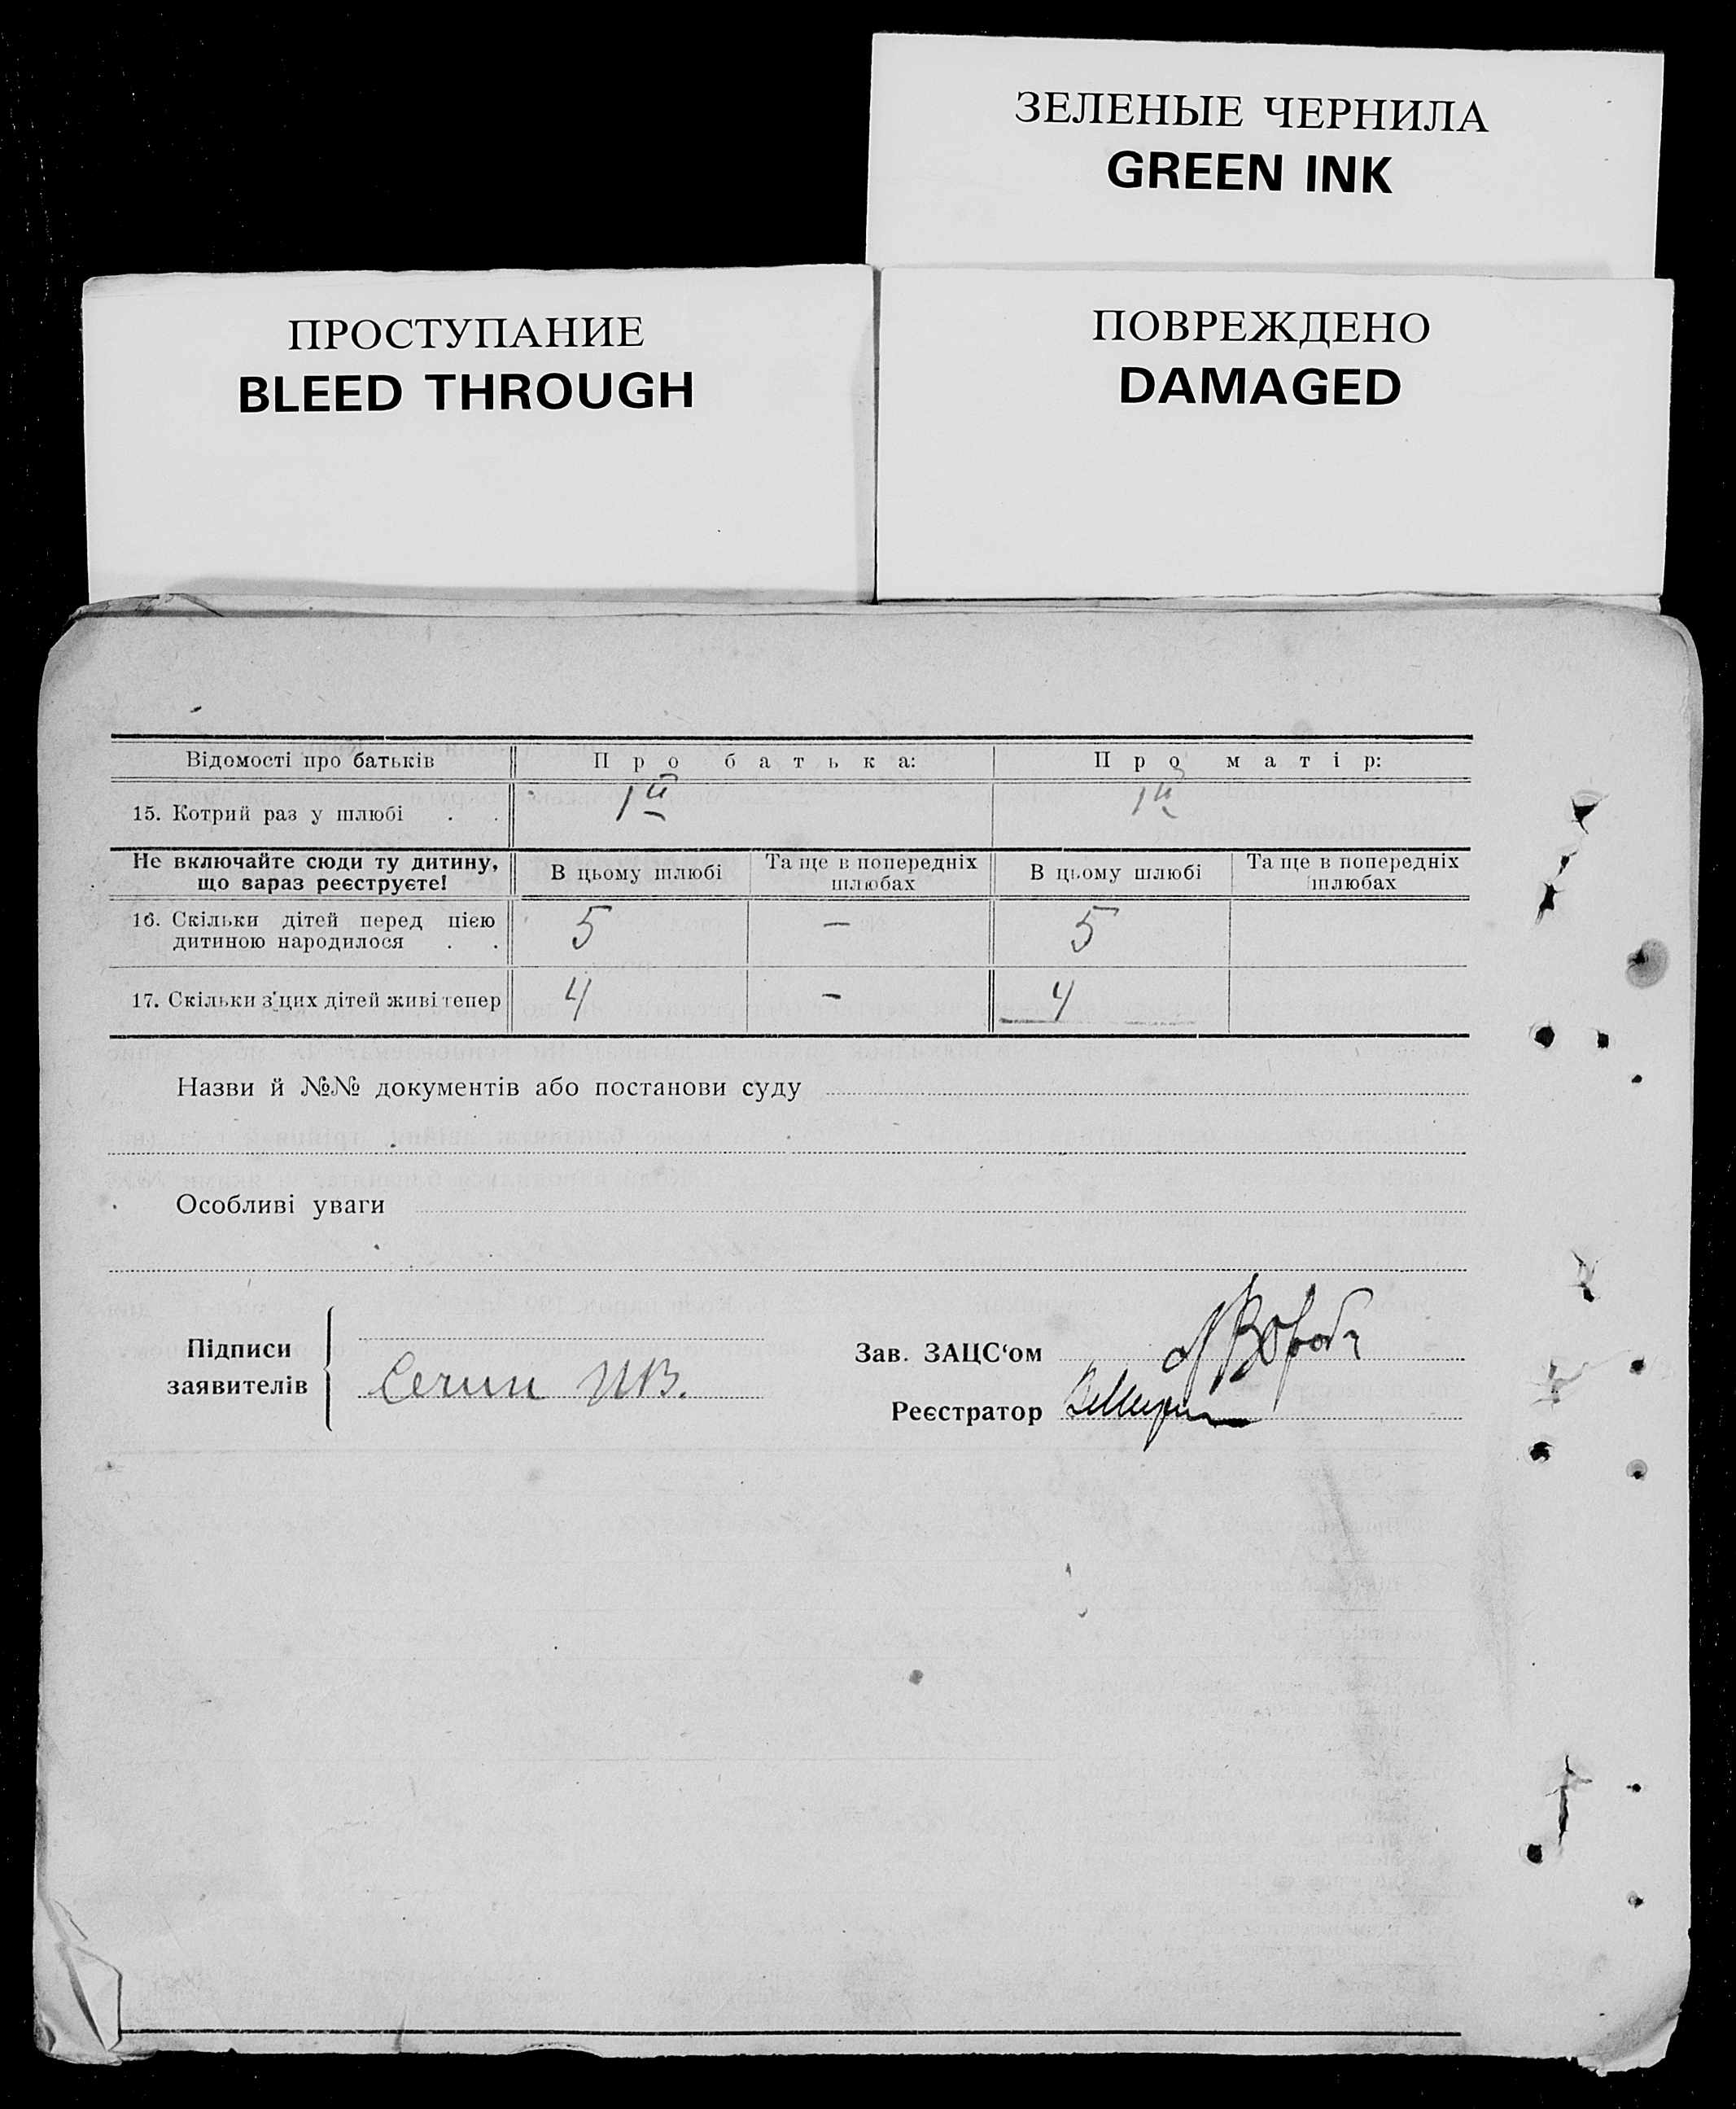 ЗЕЛЕНЫЕ ЧЕРНИЛА
GREEN INK
ПРОСТУПАНИЕ
BLEED THROUGH
ПОВРЕЖДЕНО
DAMAGED
Відомості про батьків Про батька: Про матір:
15. Котрий раз у шлюбі . . 1й 1й
Не включайте сюди ту дитину,
що вараз реєструєте!
В цьому шлюбі
Та ще в попередніх
шлюбах
В цьому шлюбі
Та ще в попередніх
шлюбах
16. Скільки дітей перед цією
дитиною народилося . . 5 — 5
17. Скільки з'цих дітей живі тепер 4 — 4
Назви й №№ документів або постанови суду
Особливі уваги
Підписи
заявителів
Зав. ЗАЦС‘ом
Реєстратор